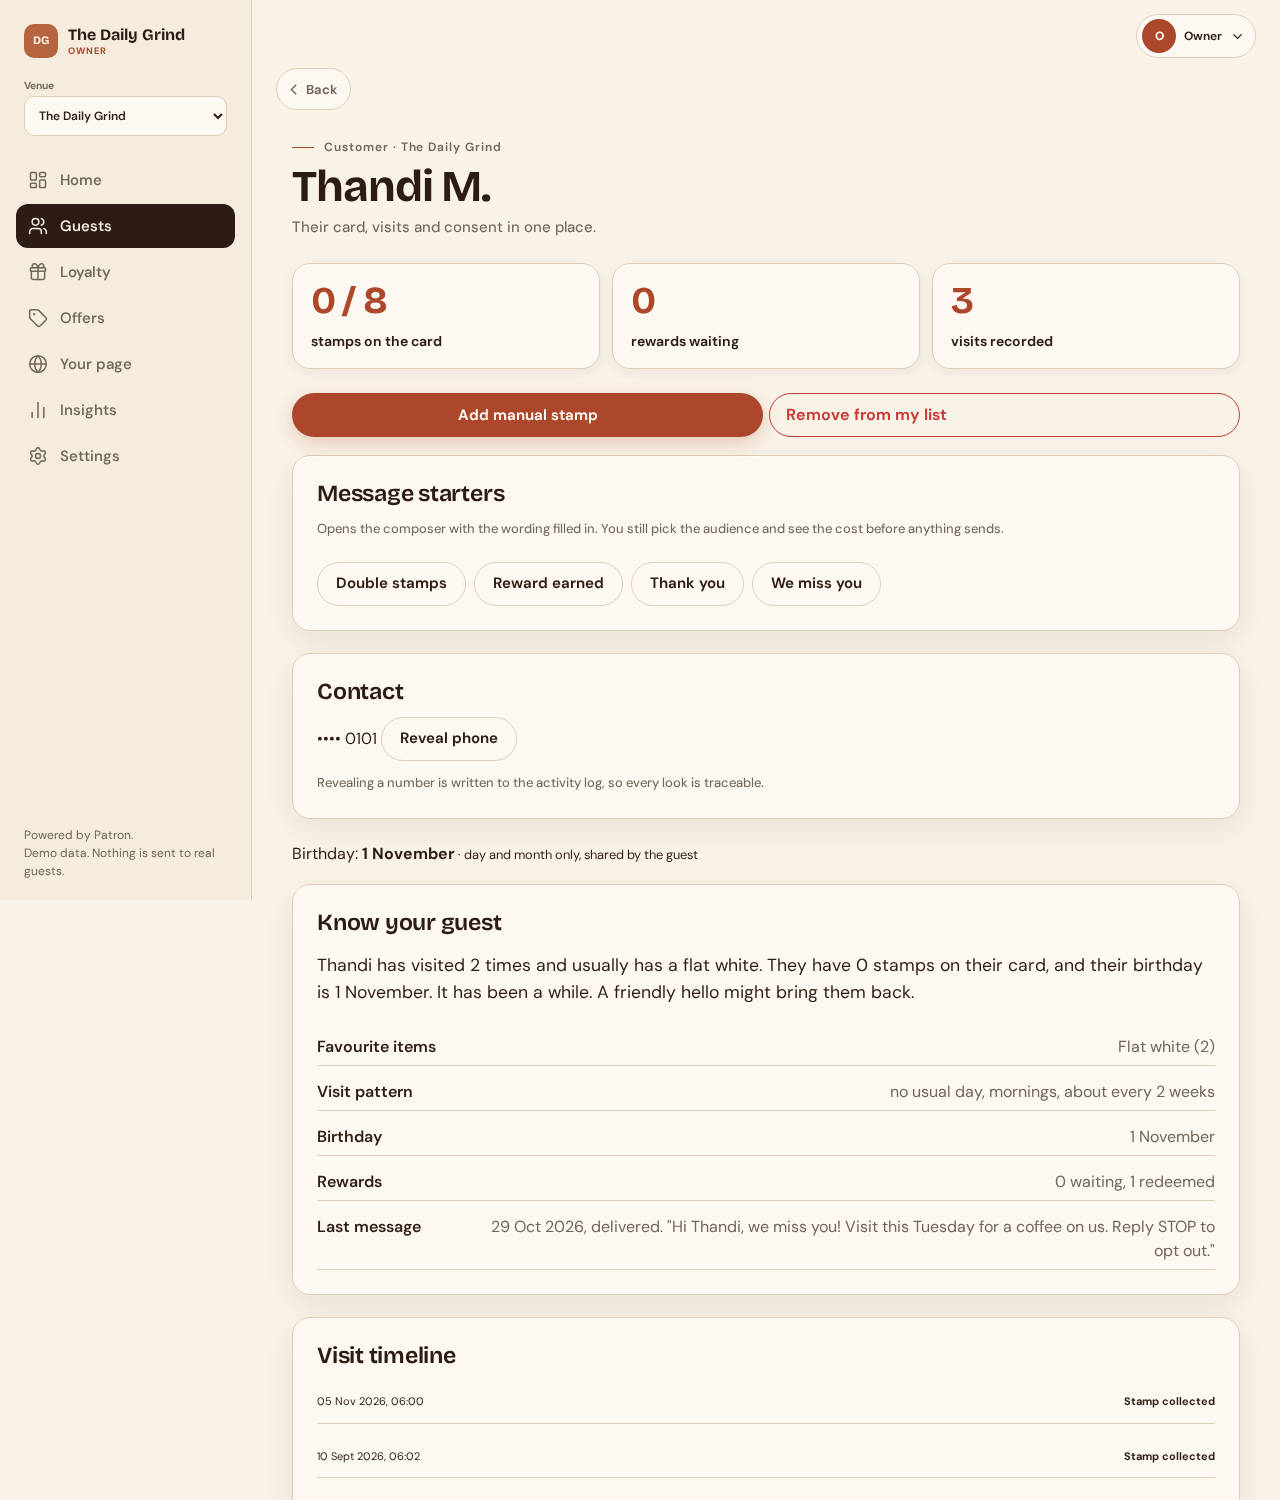 DG
The Daily Grind
OWNER
Venue
The Daily Grind
Home
Guests
Loyalty
Offers
Your page
Insights
Settings
Powered by Patron.
Demo data. Nothing is sent to real
guests.
O
Owner
Back
Customer · The Daily Grind
Thandi M.
Their card, visits and consent in one place.
0 / 8
stamps on the card
0
rewards waiting
3
visits recorded
Add manual stamp
Remove from my list
Message starters
Opens the composer with the wording filled in. You still pick the audience and see the cost before anything sends.
Double stamps
Reward earned
Thank you
We miss you
Contact
•••• 0101
Reveal phone
Revealing a number is written to the activity log, so every look is traceable.
Birthday: 1 November · day and month only, shared by the guest
Know your guest
Thandi has visited 2 times and usually has a flat white. They have 0 stamps on their card, and their birthday
is 1 November. It has been a while. A friendly hello might bring them back.
Favourite items
Flat white (2)
Visit pattern
no usual day, mornings, about every 2 weeks
Birthday
1 November
Rewards
0 waiting, 1 redeemed
Last message
29 Oct 2026, delivered. "Hi Thandi, we miss you! Visit this Tuesday for a coffee on us. Reply STOP to
opt out."
Visit timeline
05 Nov 2026, 06:00
Stamp collected
10 Sept 2026, 06:02
Stamp collected